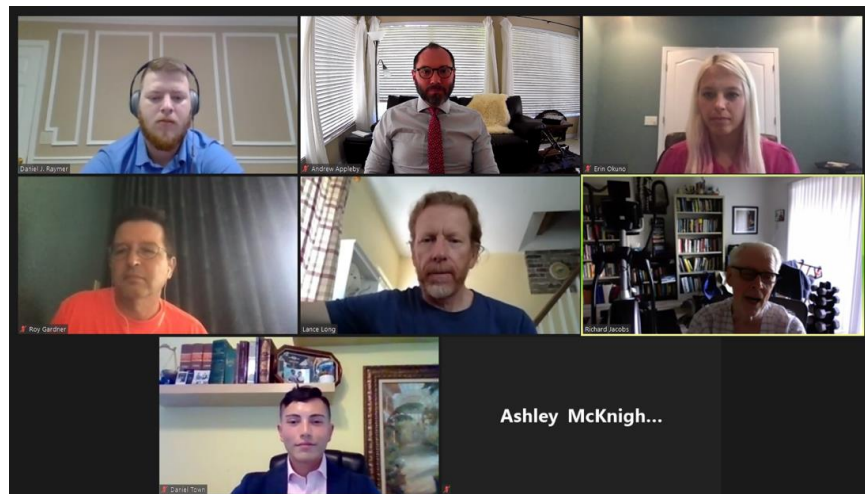 Daniel J. Raymer
Andrew Appleby
Erin Okuno
Roy Gardner
Lance Long
Richard Jacobs
Daniel Town
Ashley McKnigh...